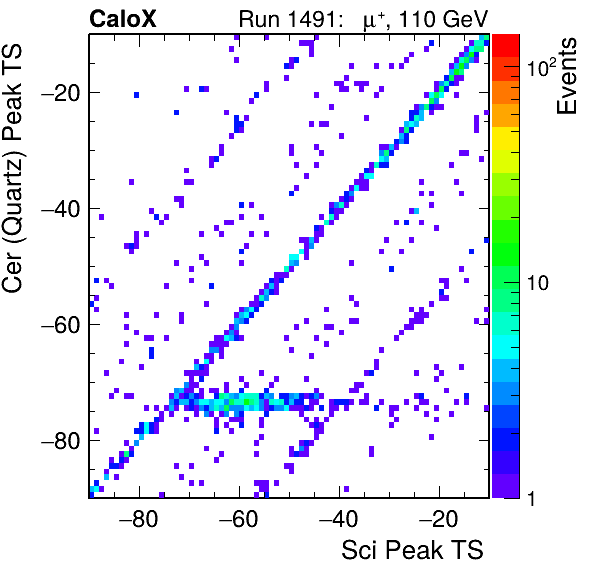 CaloX Run 1491: μ⁺, 110 GeV
Cer (Quartz) Peak TS
−20
−40
−60
−80
−80 −60 −40 −20
Sci Peak TS
Events
10²
10
1